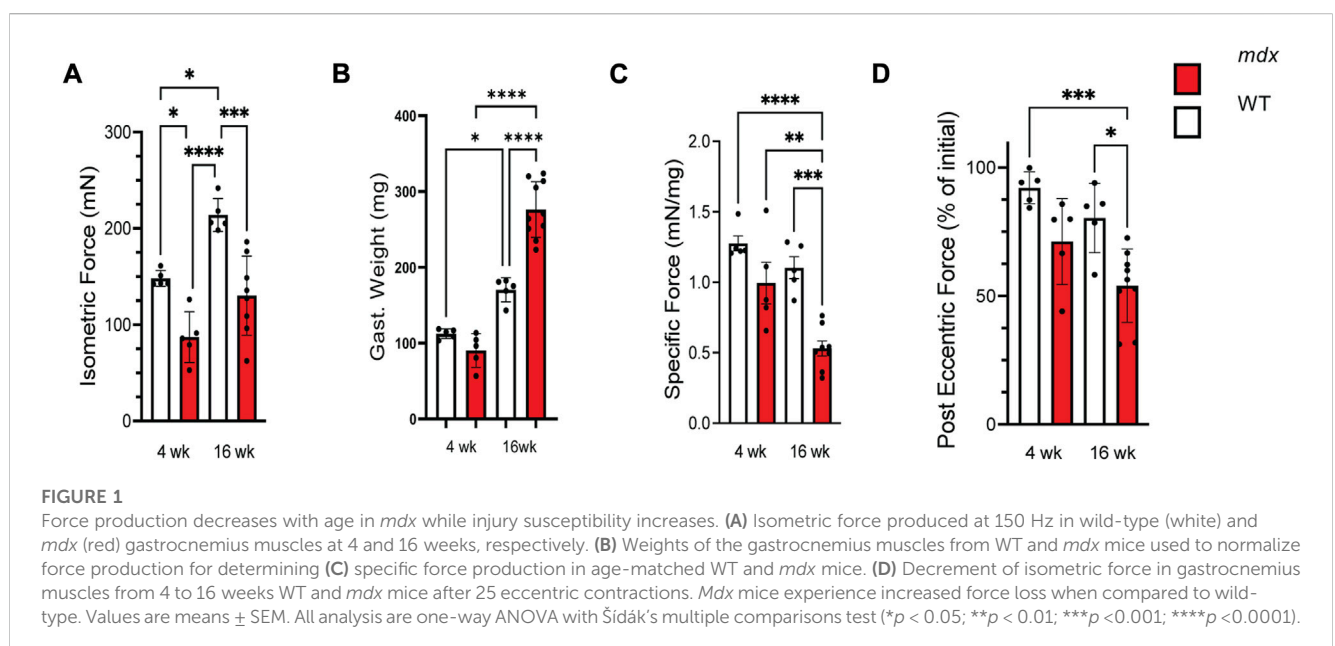 A
B
C
D
mdx
WT
* 
* ***
****
Isometric Force (mN)
300
200
100
0
4 wk 16 wk
****
* ****
Gast. Weight (mg)
400
300
200
100
0
4 wk 16wk
****
**
***
Specific Force (mN/mg)
2.0
1.5
1.0
0.5
0.0
4 wk 16 wk
***
*
Post Eccentric Force (% of initial)
100
50
0
4 wk 16 wk
FIGURE 1
Force production decreases with age in mdx while injury susceptibility increases. (A) Isometric force produced at 150 Hz in wild-type (white) and
mdx (red) gastrocnemius muscles at 4 and 16 weeks, respectively. (B) Weights of the gastrocnemius muscles from WT and mdx mice used to normalize
force production for determining (C) specific force production in age-matched WT and mdx mice. (D) Decrement of isometric force in gastrocnemius
muscles from 4 to 16 weeks WT and mdx mice after 25 eccentric contractions. Mdx mice experience increased force loss when compared to wild-
type. Values are means ± SEM. All analysis are one-way ANOVA with Šídák's multiple comparisons test (*p < 0.05; **p < 0.01; ***p <0.001; ****p <0.0001).